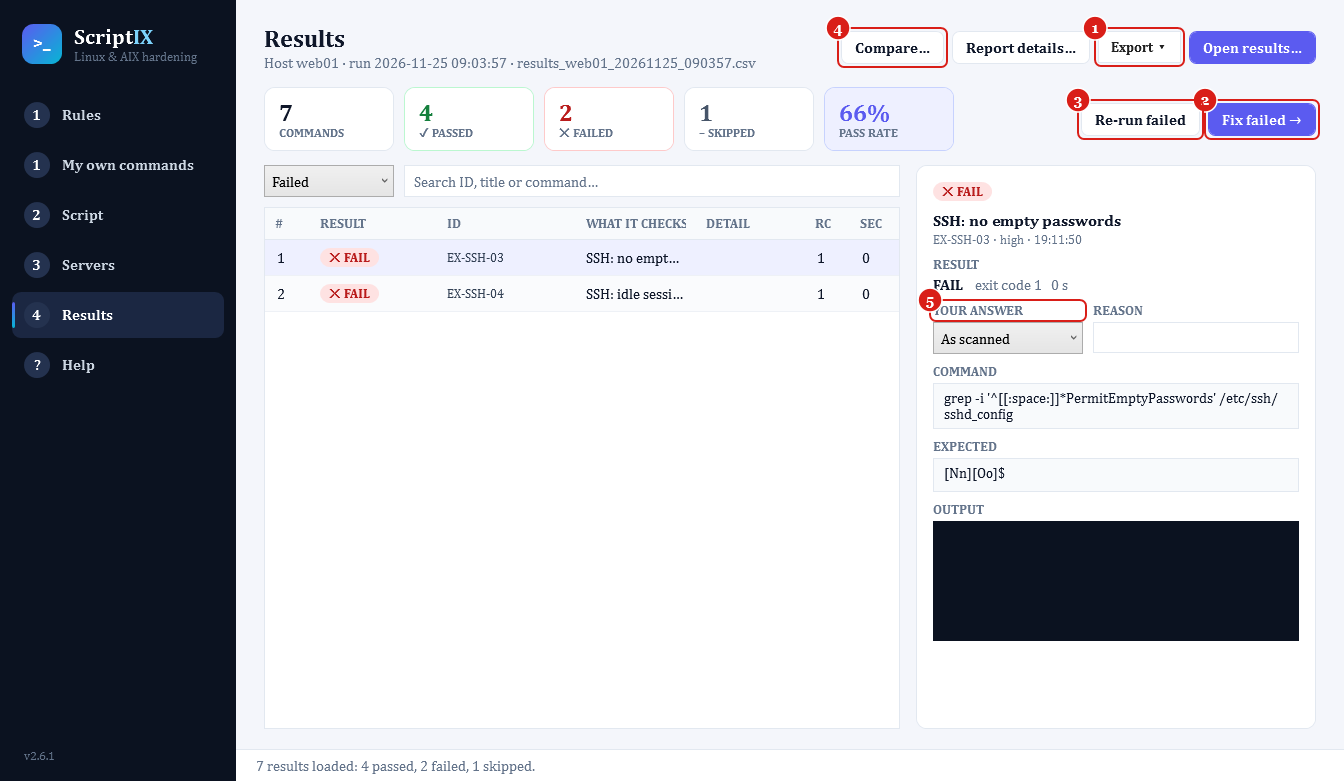 >_
ScriptIX
Linux & AIX hardening
1 Rules
1 My own commands
2 Script
3 Servers
4 Results
? Help
v2.6.1
Results
Host web01 · run 2026-11-25 09:03:57 · results_web01_20261125_090357.csv
4
Compare…
Report details…
1
Export ▾
Open results…
7
COMMANDS
4
✓ PASSED
2
✕ FAILED
1
– SKIPPED
66%
PASS RATE
3
Re-run failed
2
Fix failed →
Failed
Search ID, title or command…
# RESULT ID WHAT IT CHECKS DETAIL RC SEC
1 ✕ FAIL EX-SSH-03 SSH: no empt… 1 0
2 ✕ FAIL EX-SSH-04 SSH: idle sessi… 1 0
✕ FAIL
SSH: no empty passwords
EX-SSH-03 · high · 19:11:50
RESULT
FAIL exit code 1 0 s
5
YOUR ANSWER REASON
As scanned
COMMAND
grep -i '^[[:space:]]*PermitEmptyPasswords' /etc/ssh/
sshd_config
EXPECTED
[Nn][Oo]$
OUTPUT
7 results loaded: 4 passed, 2 failed, 1 skipped.